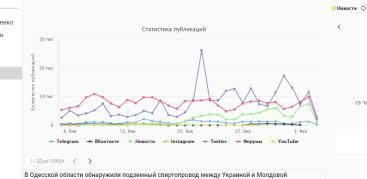 Новости
енко
Статистика публикаций
30 тыс
Количество публикаций
20 тыс
10 тыс
0 тыс
6. Янв
13. Янв
20. Янв
27. Янв
3. Фев
Telegram ВКонтакте Новости Instagram Twitter Форумы YouTube
1 - 20 из 10000+
В Одесской области обнаружили подземный спиртопровод между Украиной и Молдовой